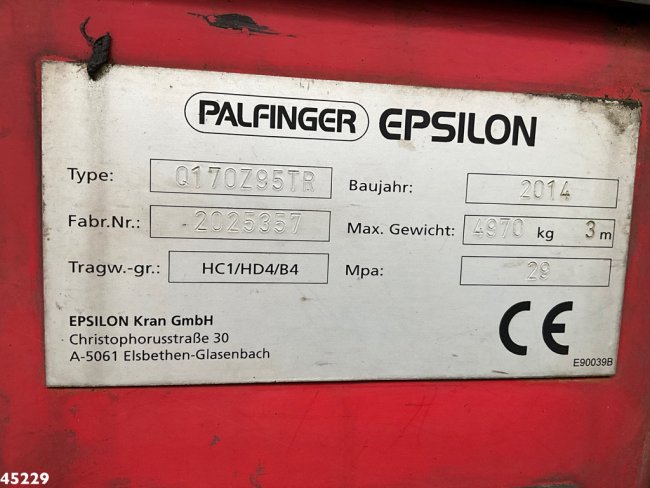 PALFINGER EPSILON
Type: Q170Z95TR
Baujahr: 2014
Fabr.Nr.: 2025357
Max. Gewicht: 4970 kg 3 m
Tragw.-gr.: HC1/HD4/B4
Mpa: 29
EPSILON Kran GmbH
Christophorusstraße 30
A-5061 Elsbethen-Glasenbach
CE
E90039B
45229